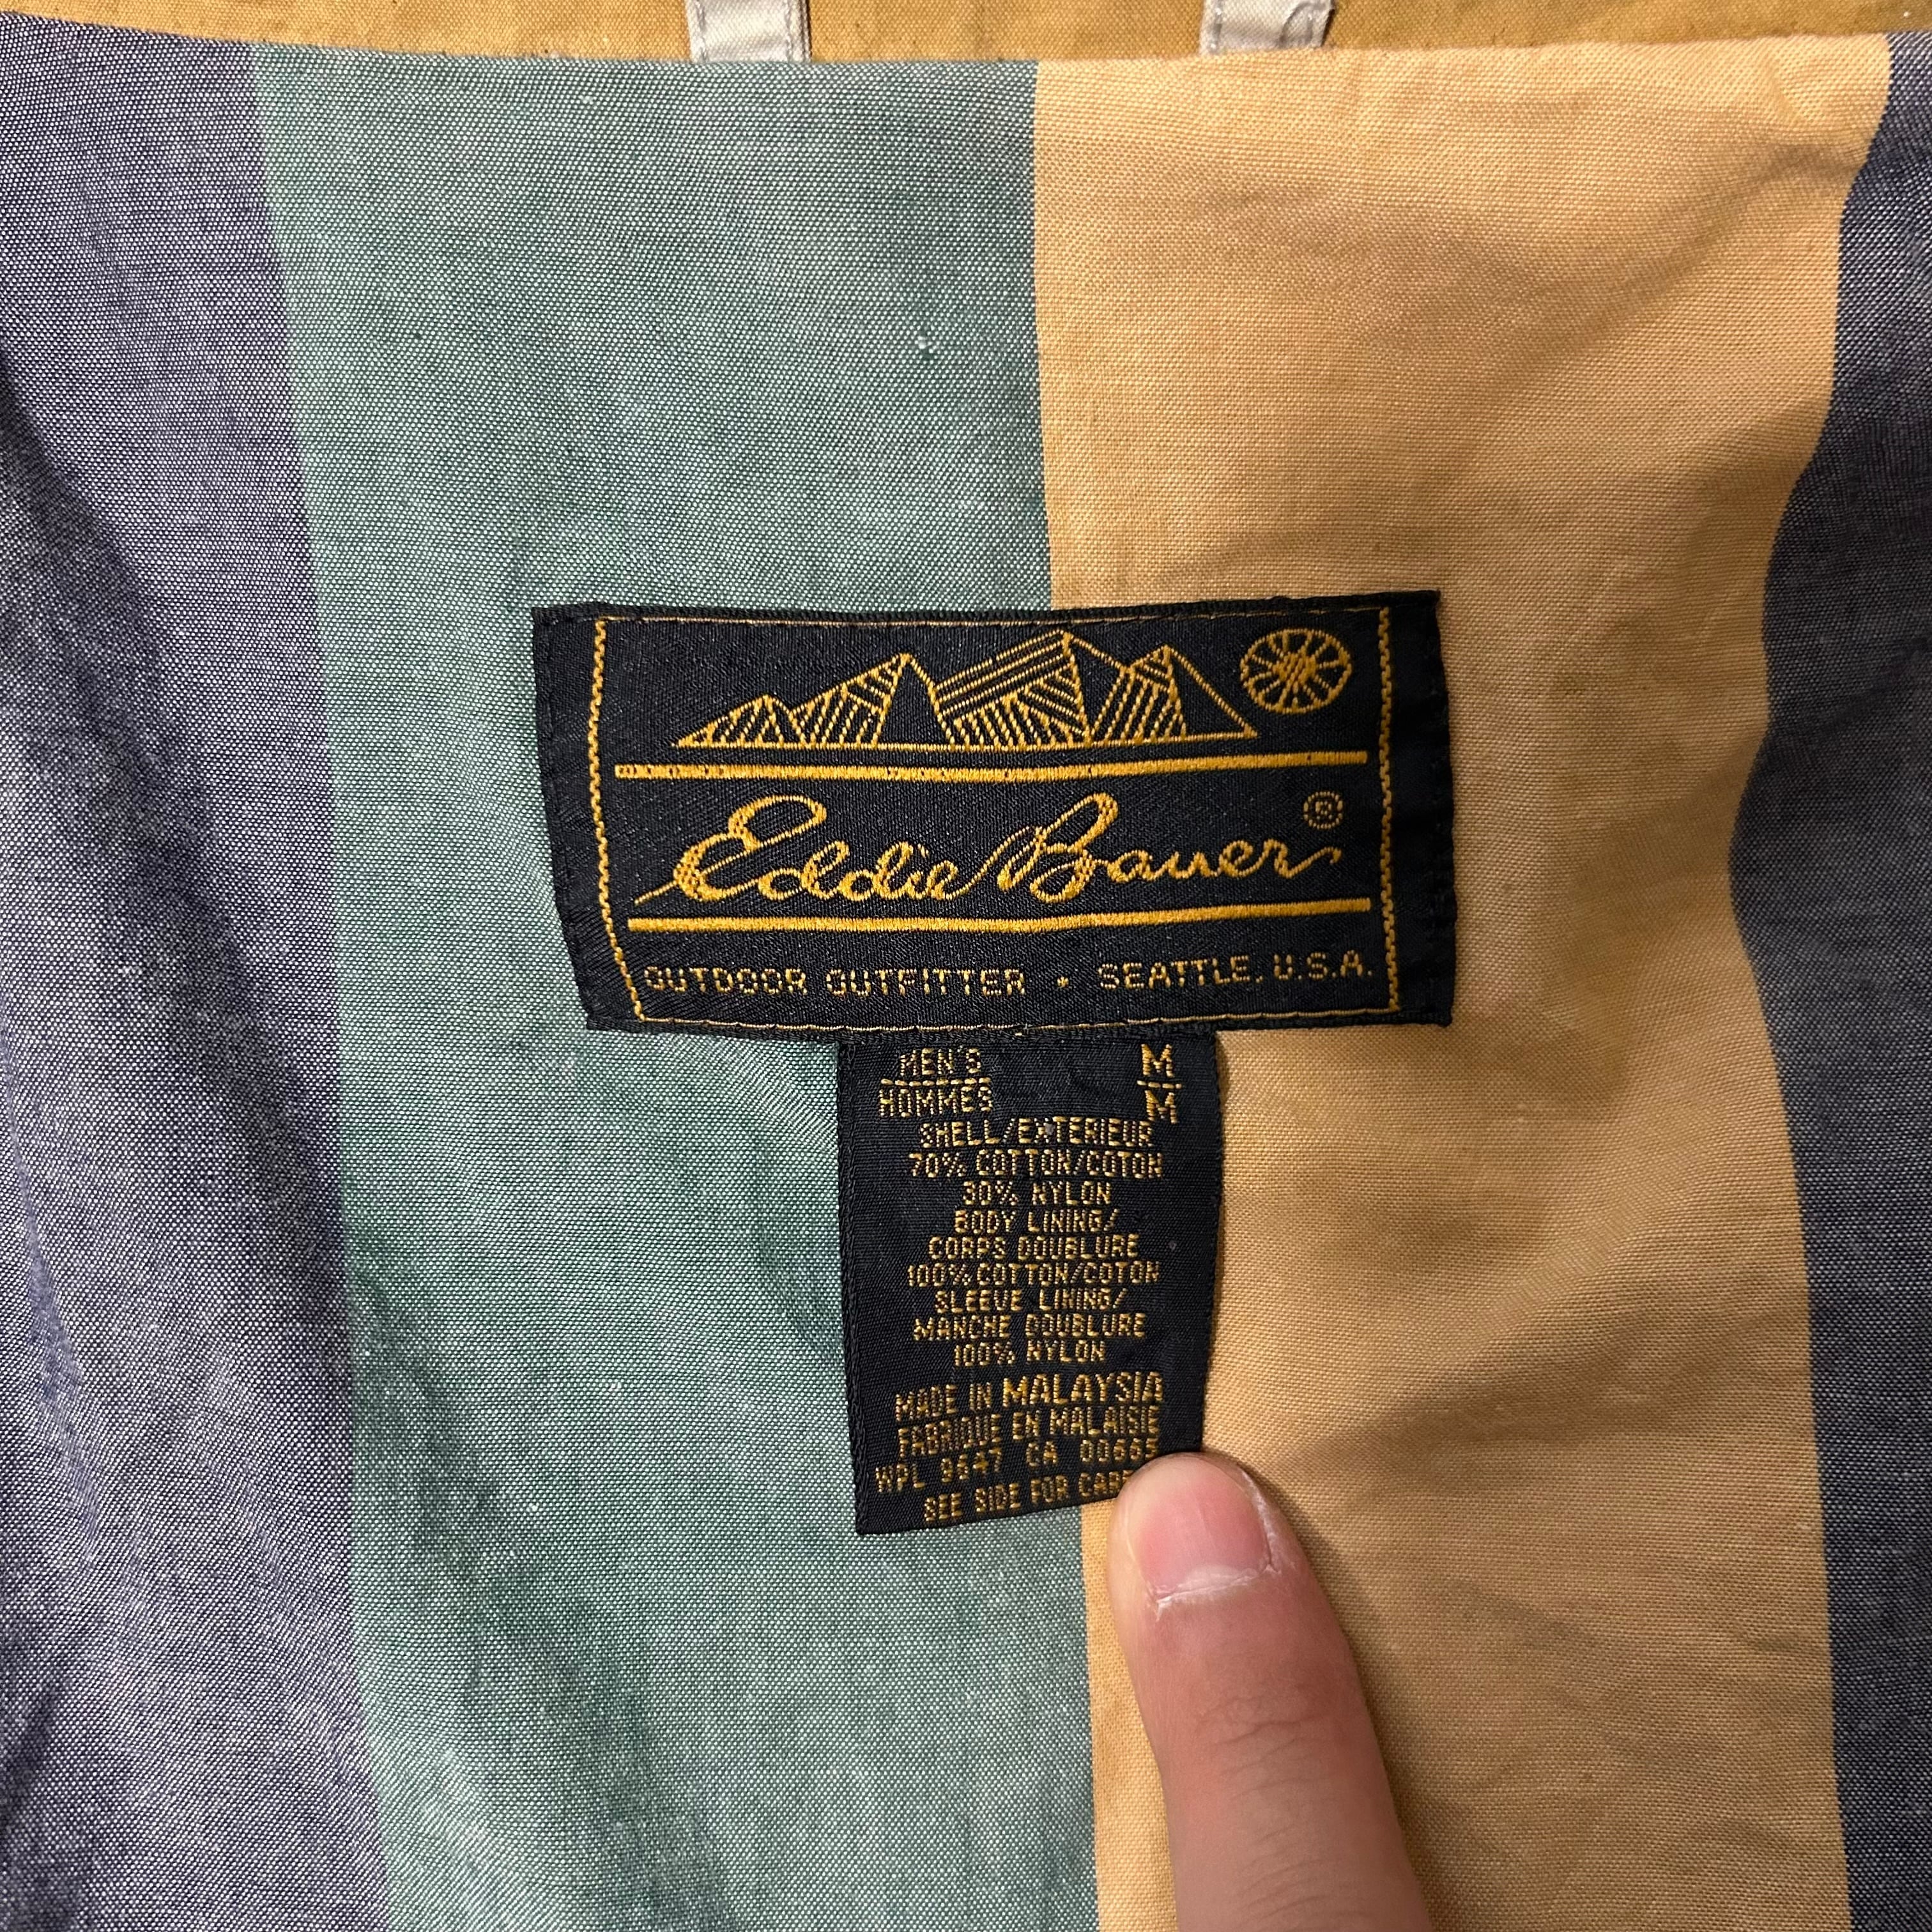 Eddie Bauer ®
OUTDOOR OUTFITTER • SEATTLE, U.S.A.
MEN'S M
HOMMES M
SHELL/EXTERIEUR
70% COTTON/COTON
30% NYLON
BODY LINING/
CORPS DOUBLURE
100% COTTON/COTON
SLEEVE LINING/
MANCHE DOUBLURE
100% NYLON
MADE IN MALAYSIA
FABRIQUE EN MALAISIE
WPL 9647 CA 00665
SEE SIDE FOR CARE